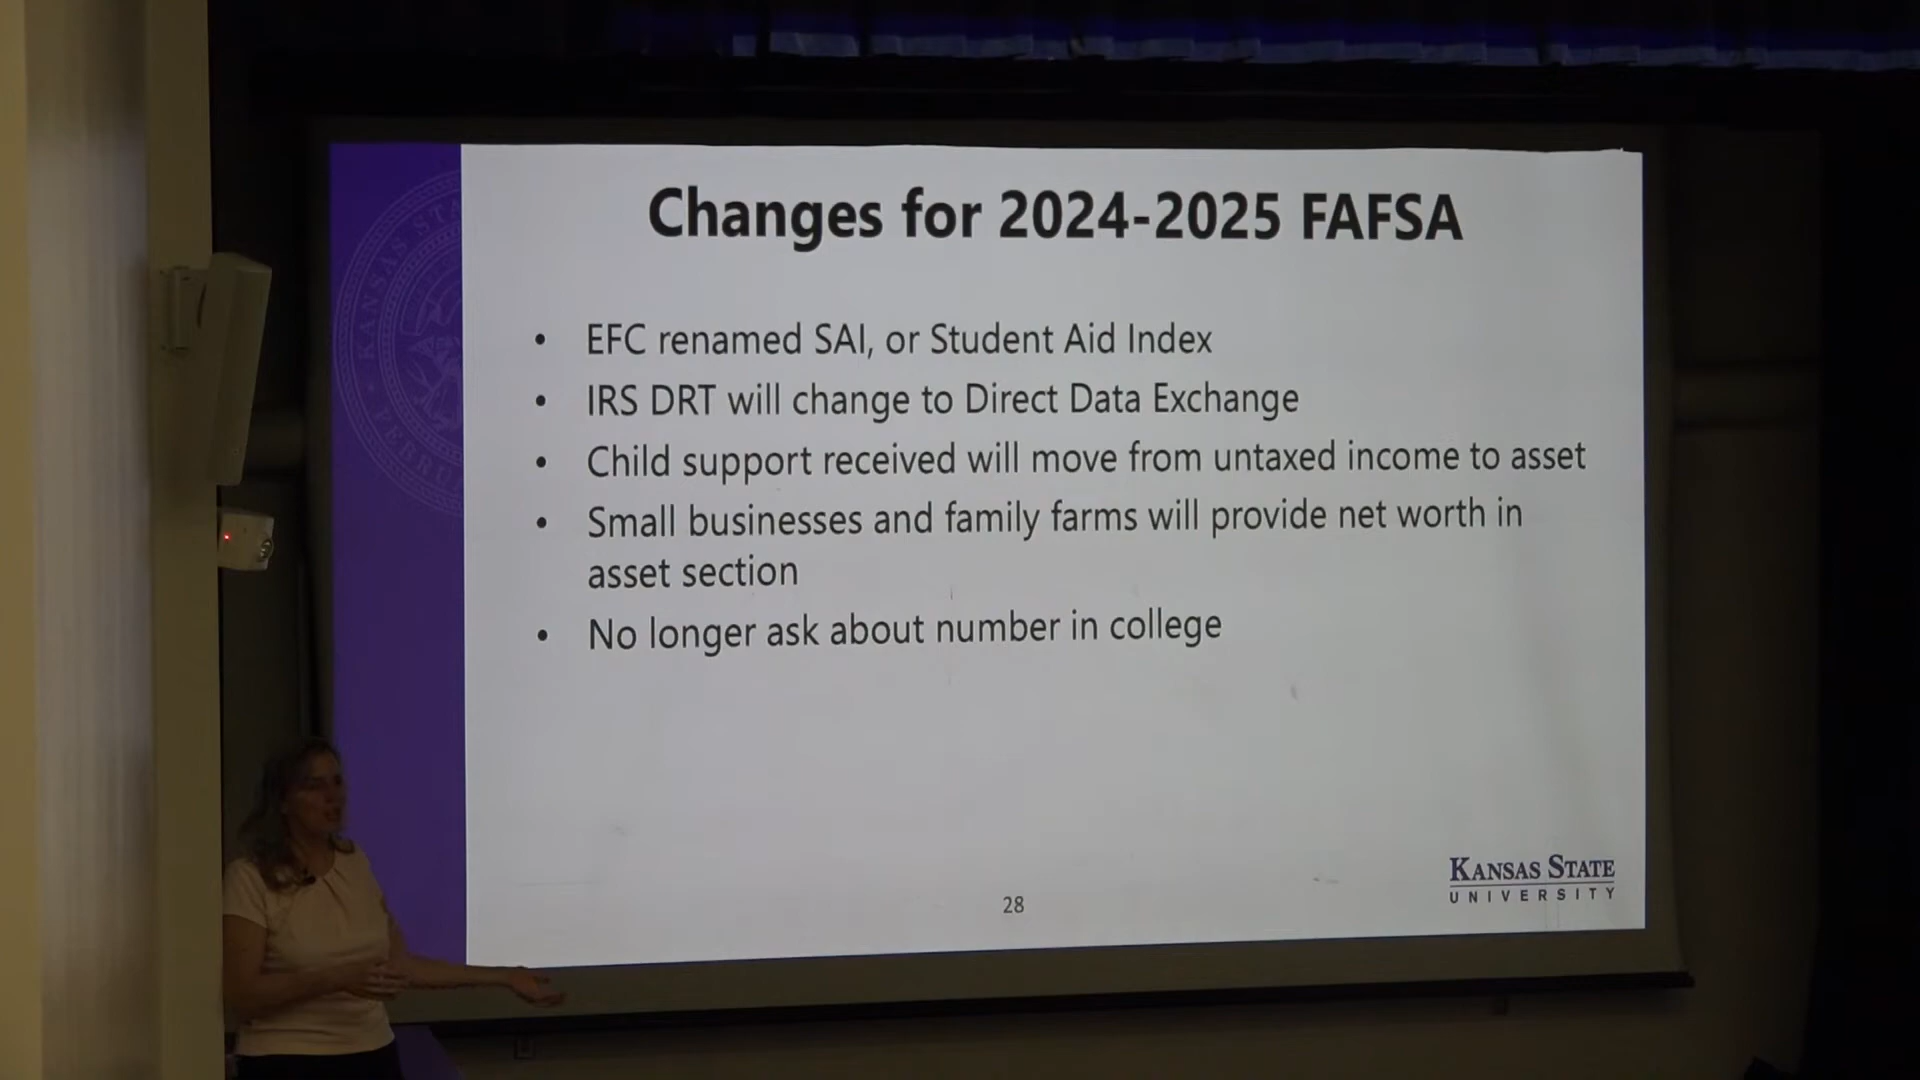 Changes for 2024-2025 FAFSA
• EFC renamed SAI, or Student Aid Index
• IRS DRT will change to Direct Data Exchange
• Child support received will move from untaxed income to asset
• Small businesses and family farms will provide net worth in
asset section
• No longer ask about number in college
28
KANSAS STATE
UNIVERSITY